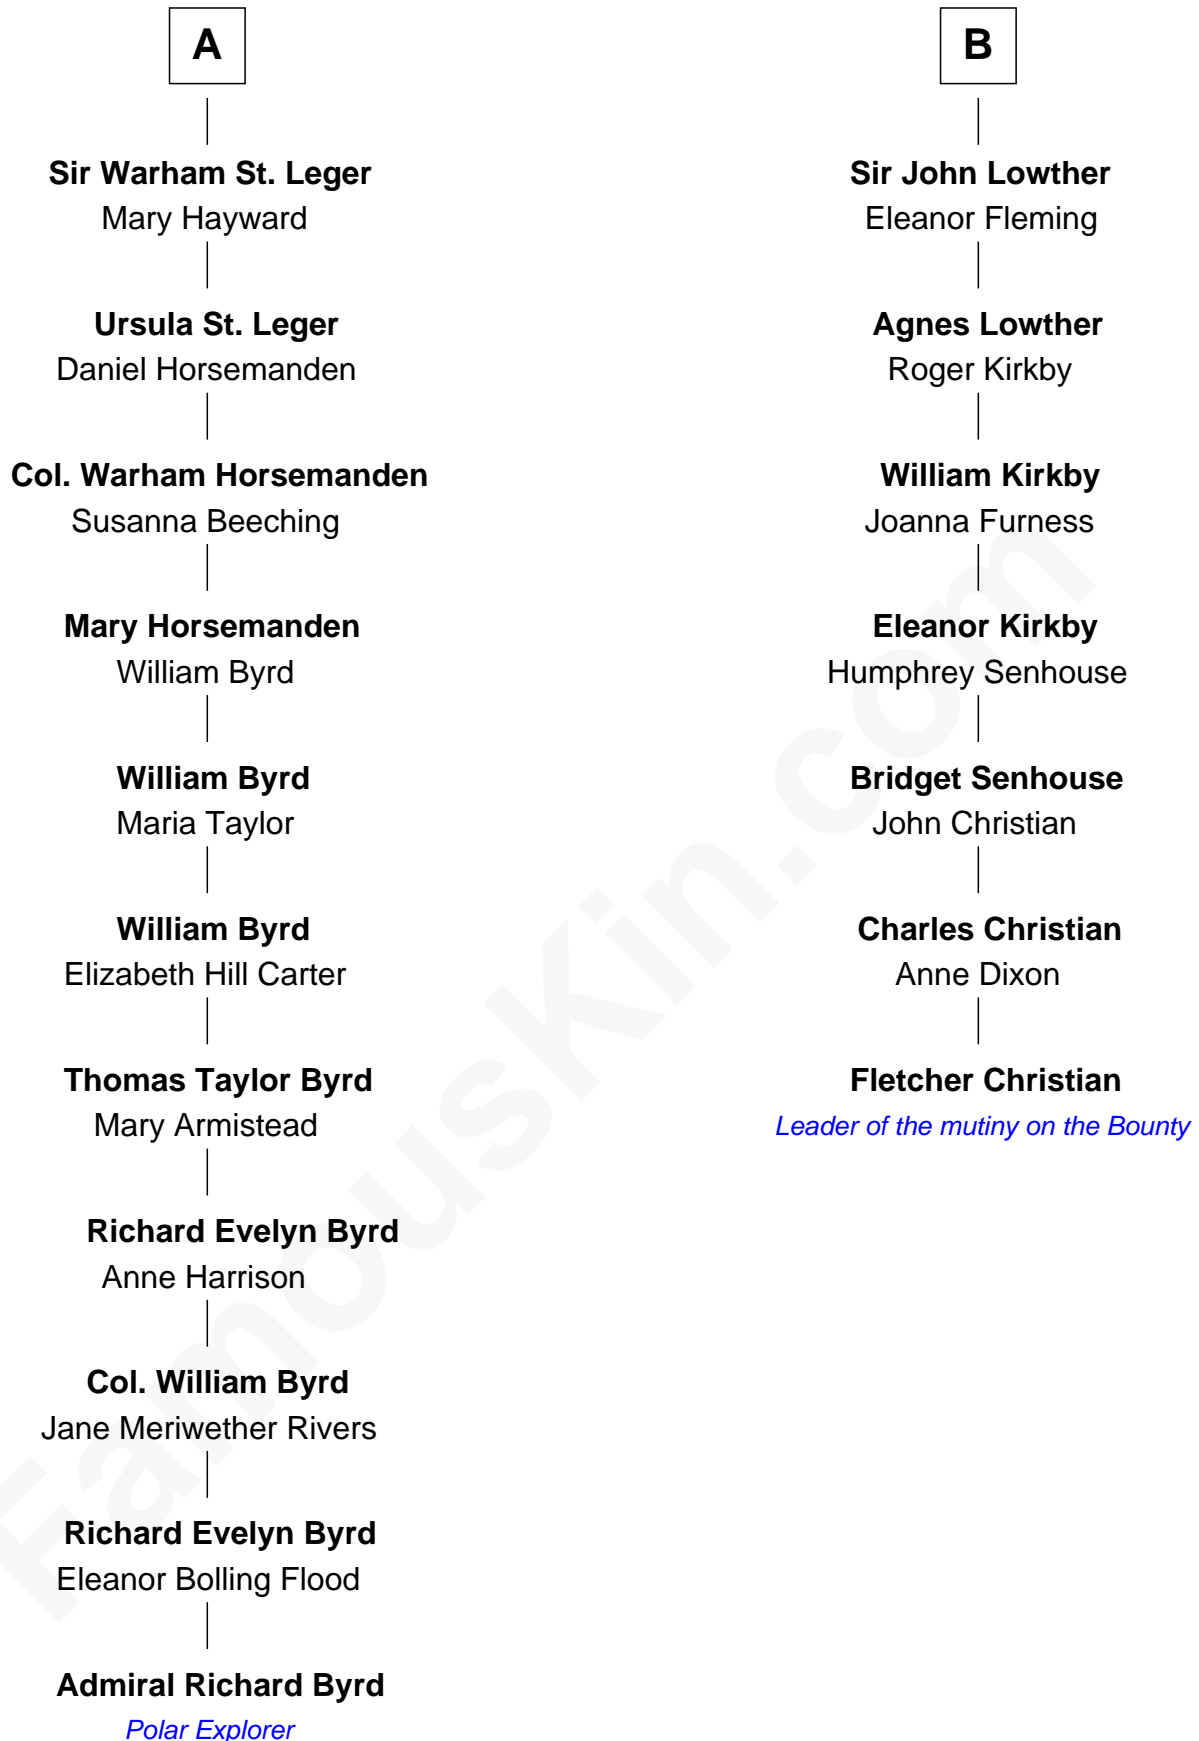 A
Sir Warham St. Leger
Mary Hayward
Ursula St. Leger
Daniel Horsemanden
Col. Warham Horsemanden
Susanna Beeching
Mary Horsemanden
William Byrd
William Byrd
Maria Taylor
William Byrd
Elizabeth Hill Carter
Thomas Taylor Byrd
Mary Armistead
Richard Evelyn Byrd
Anne Harrison
Col. William Byrd
Jane Meriwether Rivers
Richard Evelyn Byrd
Eleanor Bolling Flood
Admiral Richard Byrd
Polar Explorer
B
Sir John Lowther
Eleanor Fleming
Agnes Lowther
Roger Kirkby
William Kirkby
Joanna Furness
Eleanor Kirkby
Humphrey Senhouse
Bridget Senhouse
John Christian
Charles Christian
Anne Dixon
Fletcher Christian
Leader of the mutiny on the Bounty
FamousKin.com